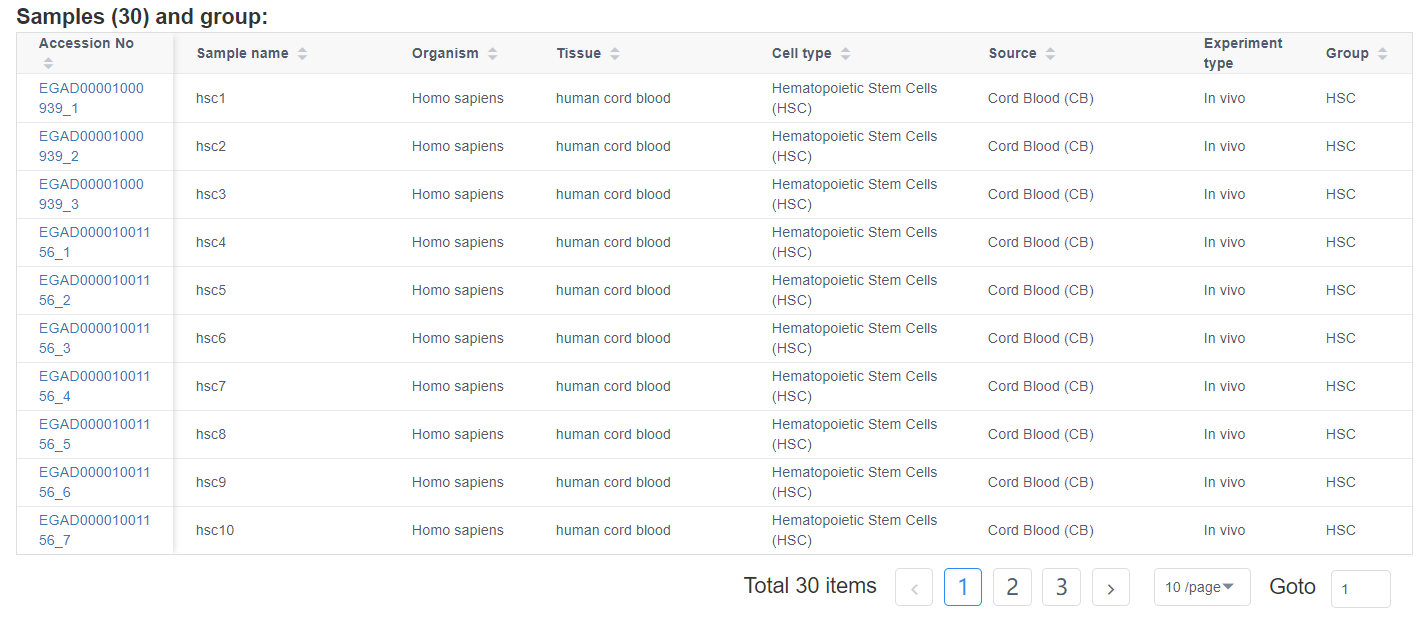 Samples (30) and group:
Accession No Sample name Organism Tissue Cell type Source Experiment type Group
EGAD00001000939_1 hsc1 Homo sapiens human cord blood Hematopoietic Stem Cells (HSC) Cord Blood (CB) In vivo HSC
EGAD00001000939_2 hsc2 Homo sapiens human cord blood Hematopoietic Stem Cells (HSC) Cord Blood (CB) In vivo HSC
EGAD00001000939_3 hsc3 Homo sapiens human cord blood Hematopoietic Stem Cells (HSC) Cord Blood (CB) In vivo HSC
EGAD00001001156_1 hsc4 Homo sapiens human cord blood Hematopoietic Stem Cells (HSC) Cord Blood (CB) In vivo HSC
EGAD00001001156_2 hsc5 Homo sapiens human cord blood Hematopoietic Stem Cells (HSC) Cord Blood (CB) In vivo HSC
EGAD00001001156_3 hsc6 Homo sapiens human cord blood Hematopoietic Stem Cells (HSC) Cord Blood (CB) In vivo HSC
EGAD00001001156_4 hsc7 Homo sapiens human cord blood Hematopoietic Stem Cells (HSC) Cord Blood (CB) In vivo HSC
EGAD00001001156_5 hsc8 Homo sapiens human cord blood Hematopoietic Stem Cells (HSC) Cord Blood (CB) In vivo HSC
EGAD00001001156_6 hsc9 Homo sapiens human cord blood Hematopoietic Stem Cells (HSC) Cord Blood (CB) In vivo HSC
EGAD00001001156_7 hsc10 Homo sapiens human cord blood Hematopoietic Stem Cells (HSC) Cord Blood (CB) In vivo HSC
Total 30 items < 1 2 3 > 10 /page Goto 1